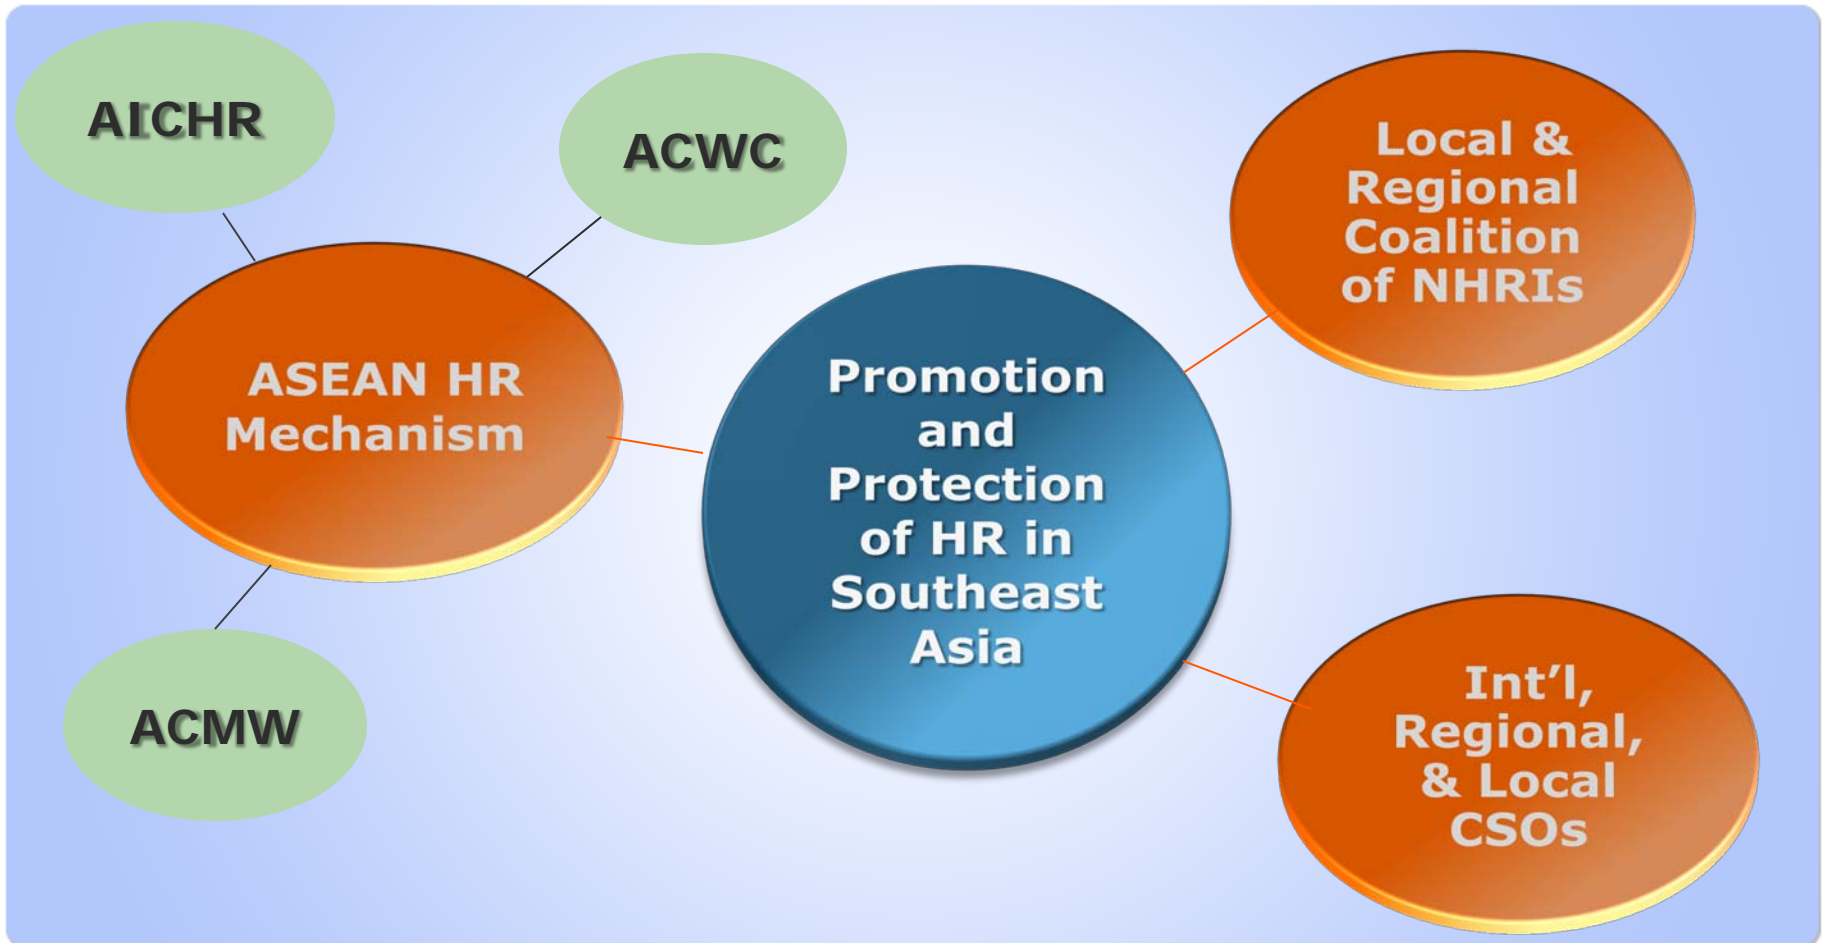 AICHR
ACWC
ASEAN HR
Mechanism
ACMW
Promotion
and
Protection
of HR in
Southeast
Asia
Local &
Regional
Coalition
of NHRIs
Int’l,
Regional,
& Local
CSOs